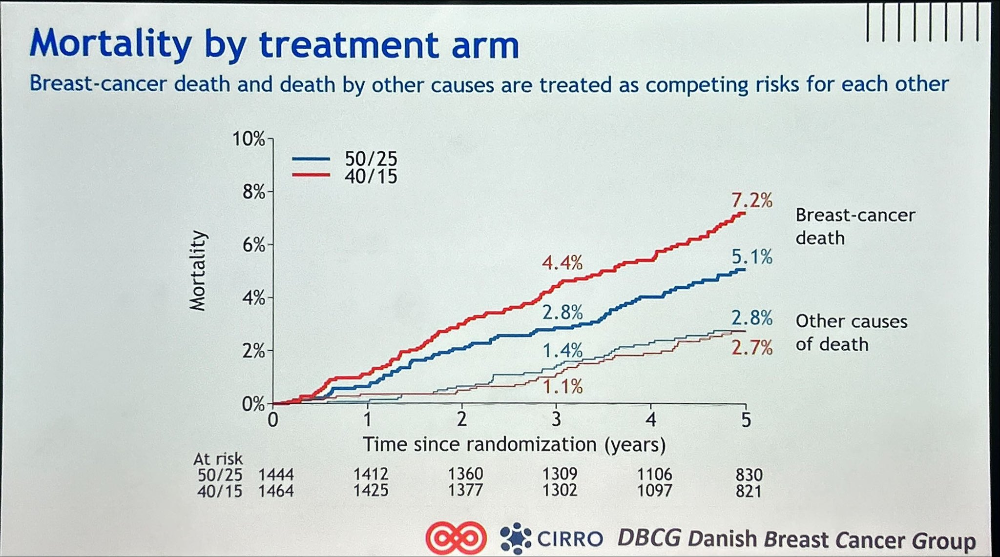 Mortality by treatment arm
Breast-cancer death and death by other causes are treated as competing risks for each other
10%
8%
6%
4%
2%
0%
Mortality
50/25
40/15
7.2%
Breast-cancer
death
5.1%
4.4%
2.8%
2.8%
Other causes
of death
2.7%
1.4%
1.1%
0 1 2 3 4 5
Time since randomization (years)
At risk
50/25 1444 1412 1360 1309 1106 830
40/15 1464 1425 1377 1302 1097 821
CIRRO DBCG Danish Breast Cancer Group